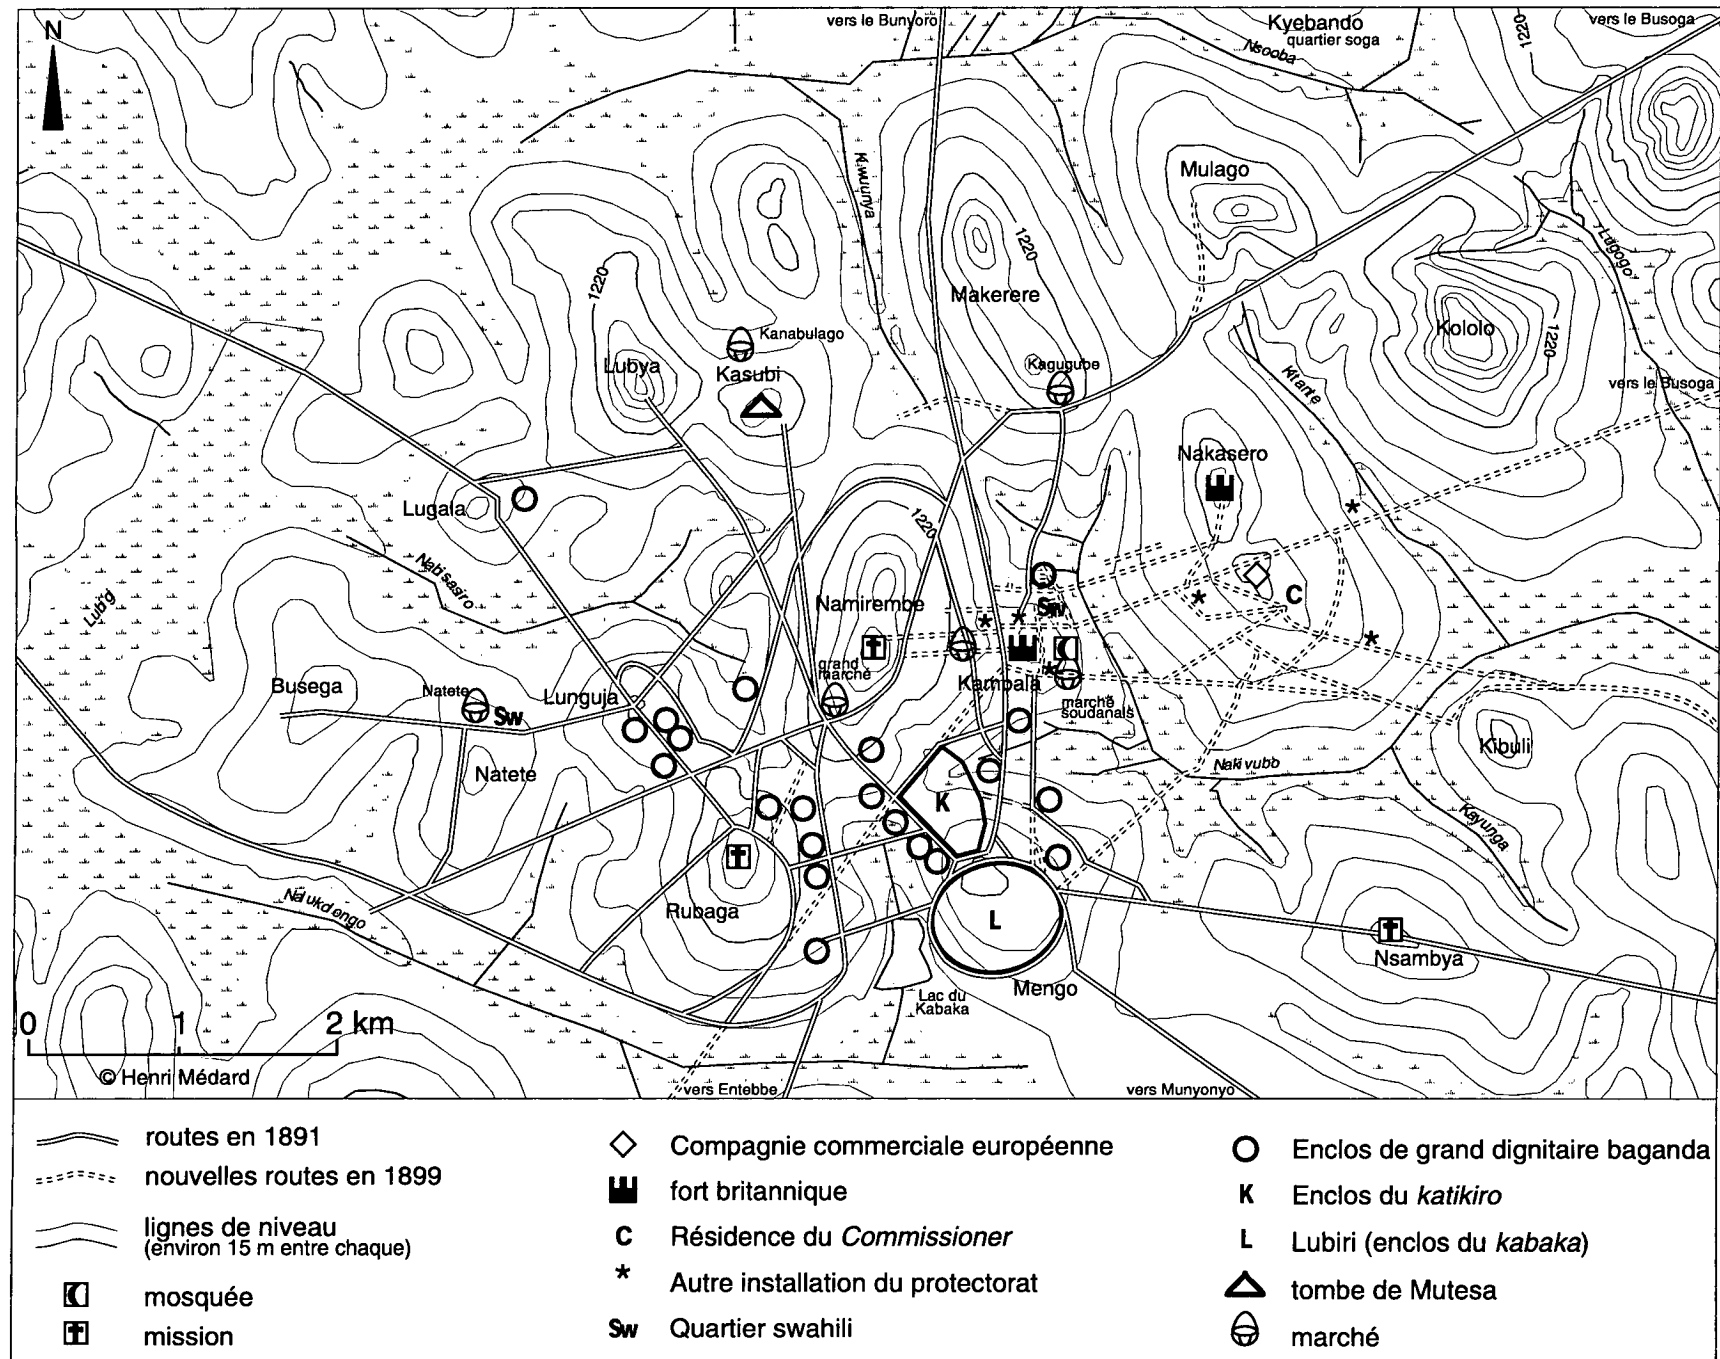 N
vers le Bunyoro
Kyebando
quartier soga
Nsooba
1220
vers le Busoga
Kwuunya
Mulago
Lugogo
1220
Makerere
1220
Kololo
1220
Kanabulago
Lubya
Kasubi
Kagugube
Kitante
vers le Busoga
Nakasero
Lugala
1220
Nabisasiro
Lubigi
Namirembe
Sw
C
grand
marché
Kampala
marché
soudanais
Busega
Natete
Sw
Lunguja
Natete
Kibuli
Nakivubb
K
Kayunga
Nalukolongo
Rubaga
L
Nsambya
Mengo
Lac du
Kabaka
0 1 2 km
© Henri Médard
vers Entebbe
vers Munyonyo
routes en 1891
nouvelles routes en 1899
lignes de niveau
(environ 15 m entre chaque)
mosquée
mission
Compagnie commerciale européenne
fort britannique
C Résidence du Commissioner
* Autre installation du protectorat
Sw Quartier swahili
Enclos de grand dignitaire baganda
K Enclos du katikiro
L Lubiri (enclos du kabaka)
tombe de Mutesa
marché